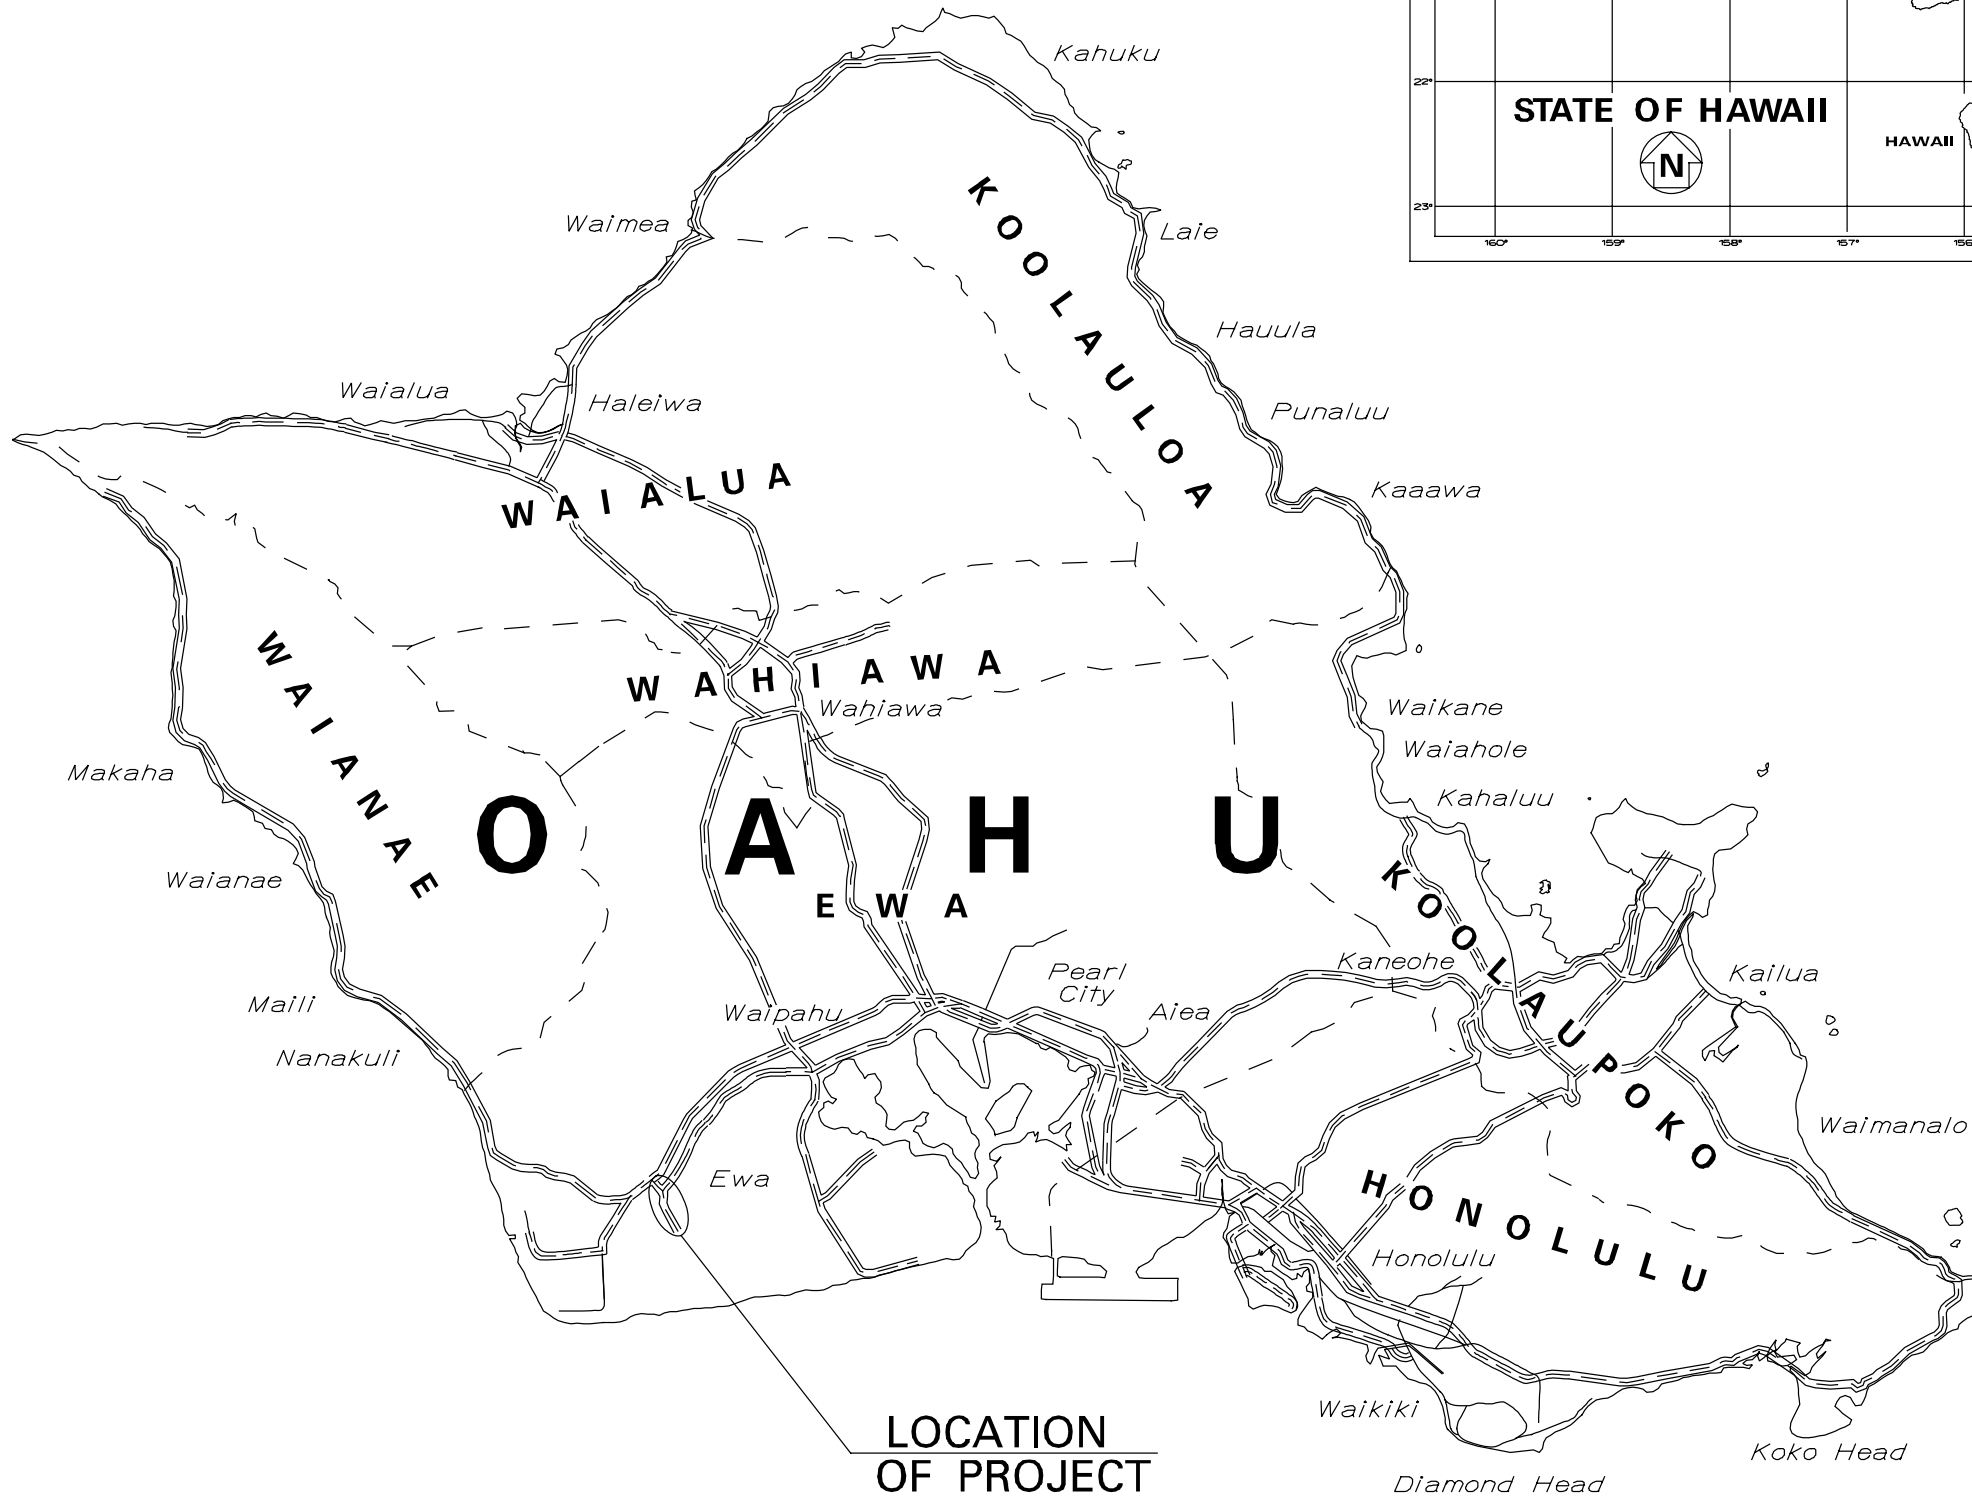 Kahuku
22°
STATE OF HAWAII
HAWAII
N
23°
160°
159°
158°
157°
156
Waimea
Laie
KOOLAULOA
Hauula
Waialua
Haleiwa
Punaluu
WAIALUA
Kaaawa
WAIANAE
WAHIAWA
Wahiawa
Waikane
Waiahole
Makaha
Kahaluu
OAHU
Waianae
EWA
KOOLAUPOKO
Kaneohe
Kailua
Pearl
City
Maili
Waipahu
Aiea
Nanakuli
Waimanalo
Ewa
HONOLULU
Honolulu
Waikiki
LOCATION
OF PROJECT
Koko Head
Diamond Head